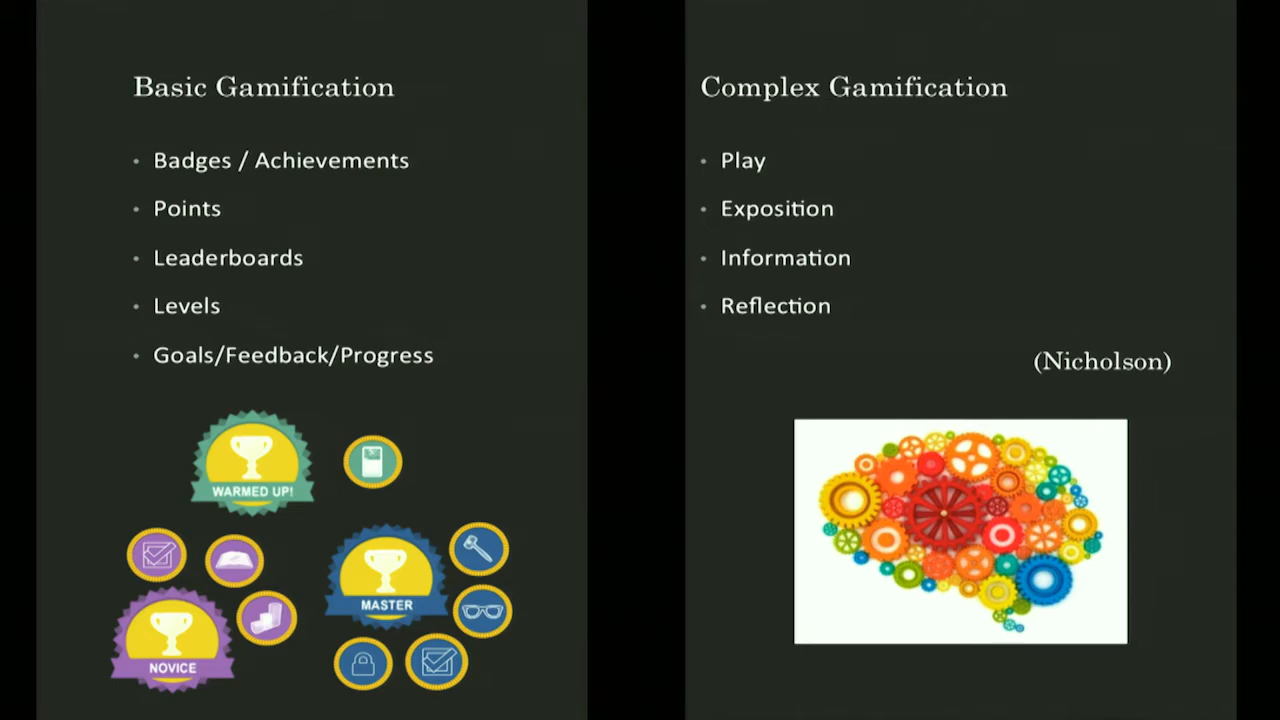 Basic Gamification
• Badges / Achievements
• Points
• Leaderboards
• Levels
• Goals/Feedback/Progress
WARMED UP!
MASTER
NOVICE
Complex Gamification
• Play
• Exposition
• Information
• Reflection
(Nicholson)